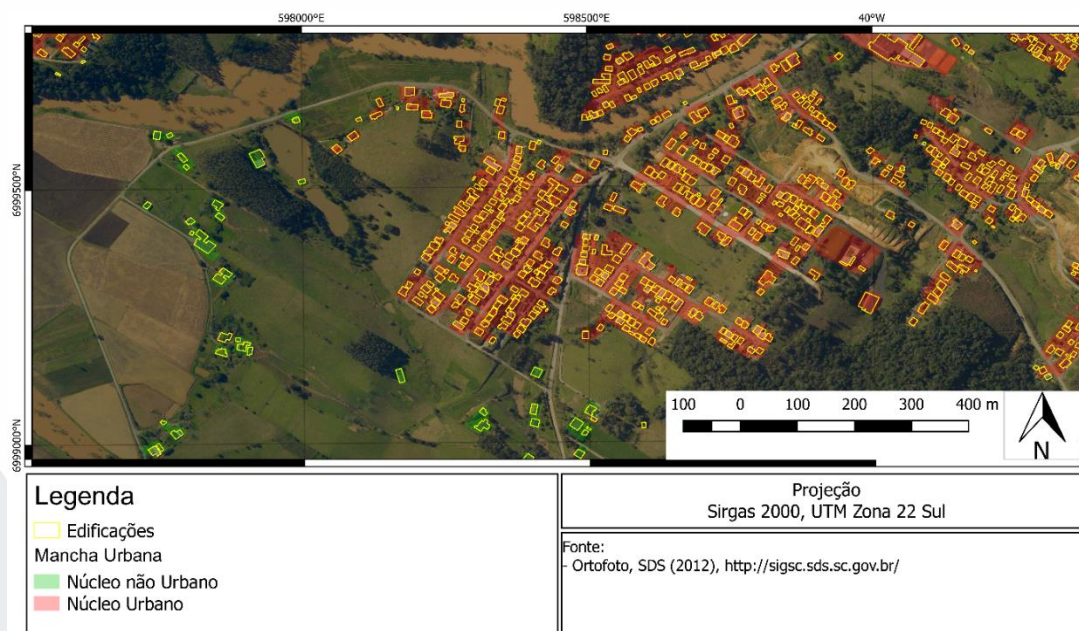 598000°E 598500°E 40°W
6999500°N
6999000°N
100 0 100 200 300 400 m
N
Legenda
Edificações
Mancha Urbana
Núcleo não Urbano
Núcleo Urbano
Projeção
Sirgas 2000, UTM Zona 22 Sul
Fonte:
- Ortofoto, SDS (2012), http://sigsc.sds.sc.gov.br/